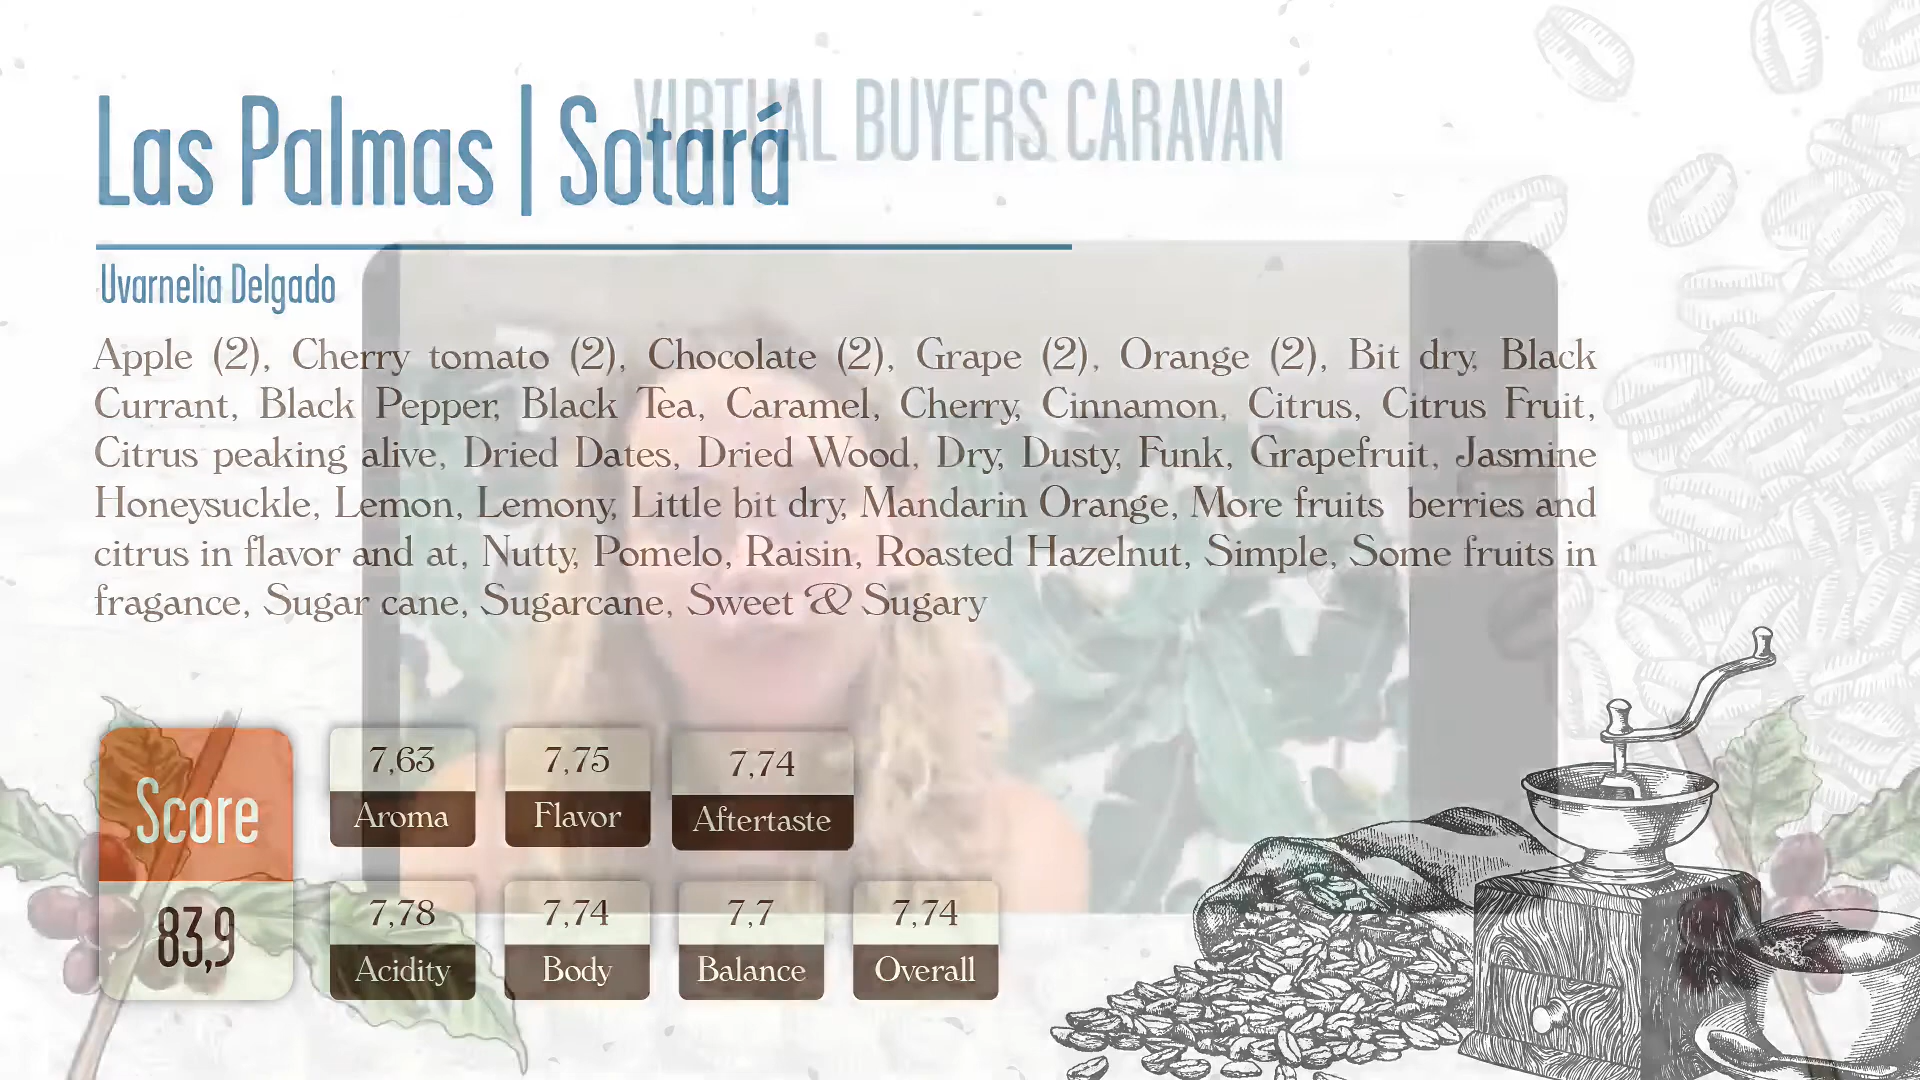 VIRTUAL BUYERS CARAVAN
Las Palmas | Sotará
Uvarnelia Delgado
Apple (2), Cherry tomato (2), Chocolate (2), Grape (2), Orange (2), Bit dry, Black
Currant, Black Pepper, Black Tea, Caramel, Cherry, Cinnamon, Citrus, Citrus Fruit,
Citrus peaking alive, Dried Dates, Dried Wood, Dry, Dusty, Funk, Grapefruit, Jasmine
Honeysuckle, Lemon, Lemony, Little bit dry, Mandarin Orange, More fruits berries and
citrus in flavor and at, Nutty, Pomelo, Raisin, Roasted Hazelnut, Simple, Some fruits in
fragance, Sugar cane, Sugarcane, Sweet & Sugary
Score
83,9
7,63
Aroma
7,75
Flavor
7,74
Aftertaste
7,78
Acidity
7,74
Body
7,7
Balance
7,74
Overall